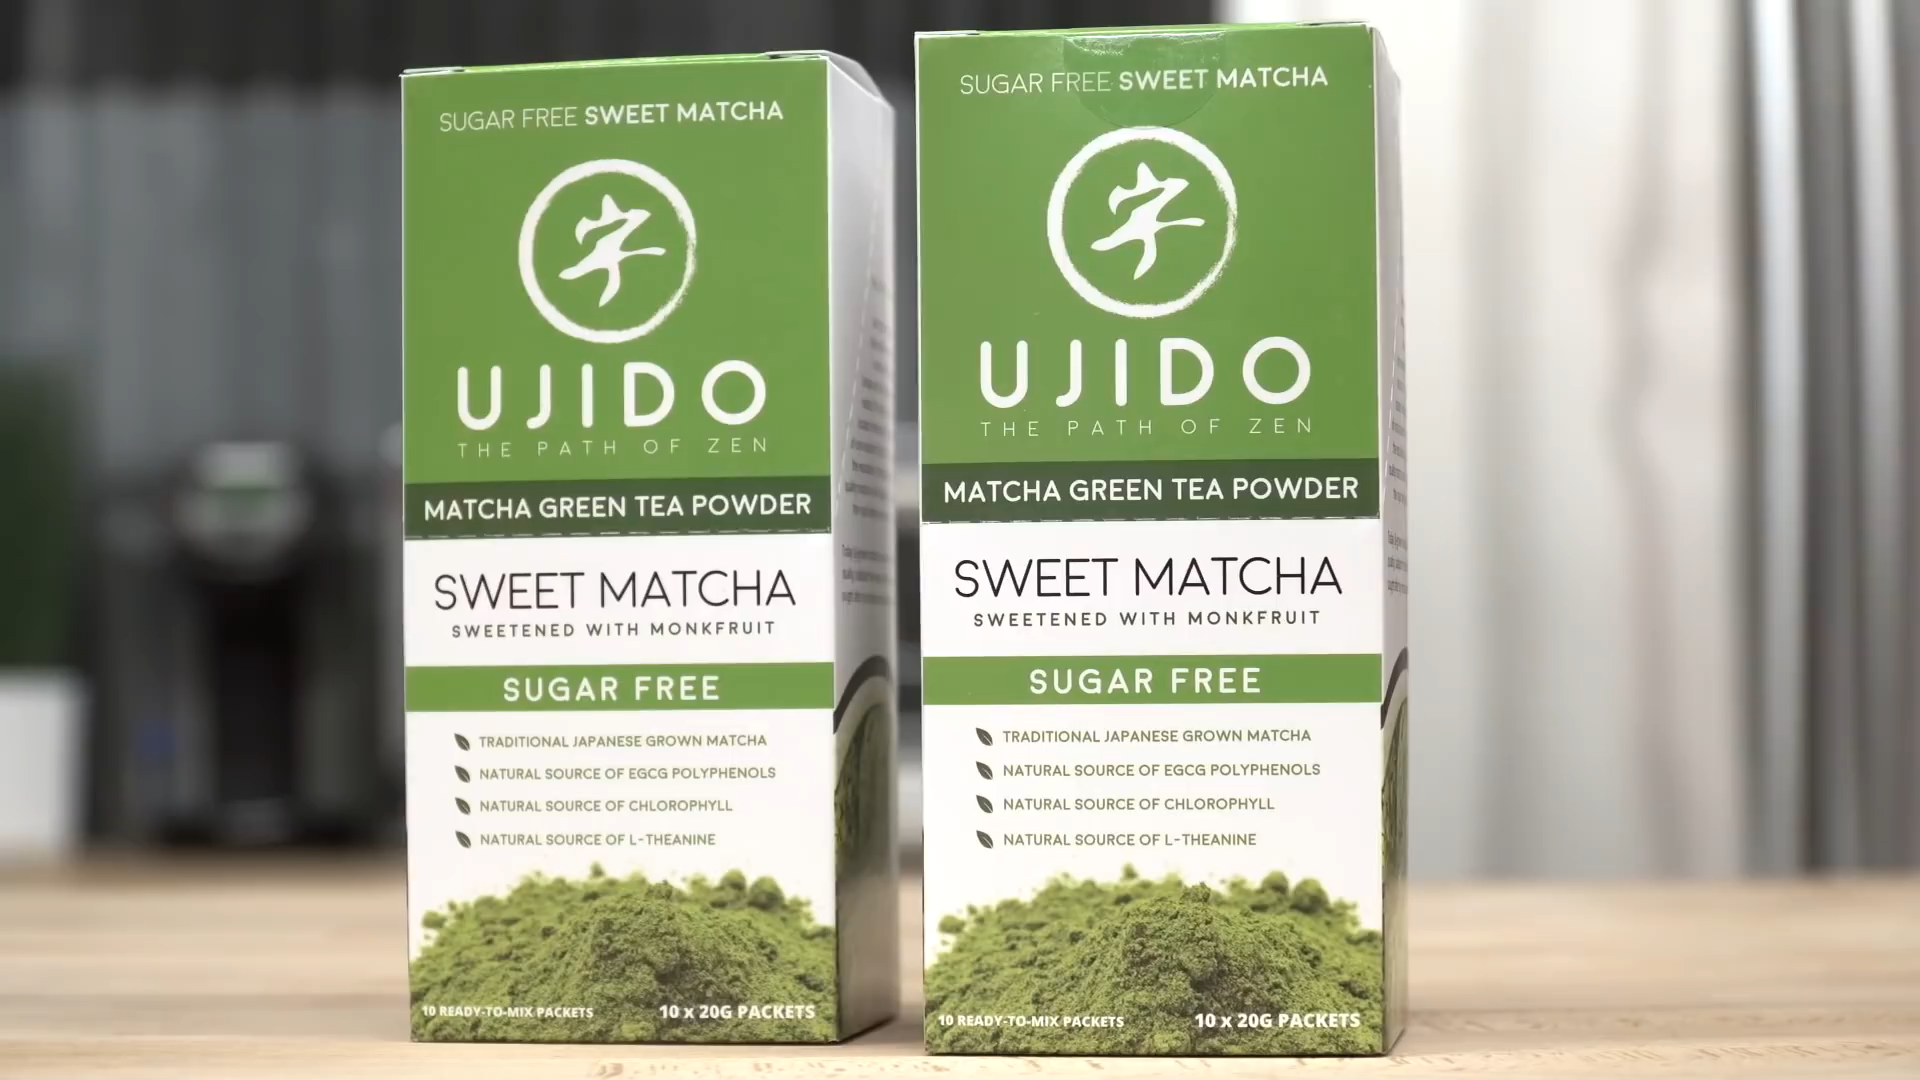 SUGAR FREE SWEET MATCHA
字
UJIDO
THE PATH OF ZEN
MATCHA GREEN TEA POWDER
SWEET MATCHA
SWEETENED WITH MONKFRUIT
SUGAR FREE
TRADITIONAL JAPANESE GROWN MATCHA
NATURAL SOURCE OF EGCG POLYPHENOLS
NATURAL SOURCE OF CHLOROPHYLL
NATURAL SOURCE OF L-THEANINE
10 READY-TO-MIX PACKETS
10 x 20G PACKETS
SUGAR FREE SWEET MATCHA
字
UJIDO
THE PATH OF ZEN
MATCHA GREEN TEA POWDER
SWEET MATCHA
SWEETENED WITH MONKFRUIT
SUGAR FREE
TRADITIONAL JAPANESE GROWN MATCHA
NATURAL SOURCE OF EGCG POLYPHENOLS
NATURAL SOURCE OF CHLOROPHYLL
NATURAL SOURCE OF L-THEANINE
10 READY-TO-MIX PACKETS
10 x 20G PACKETS